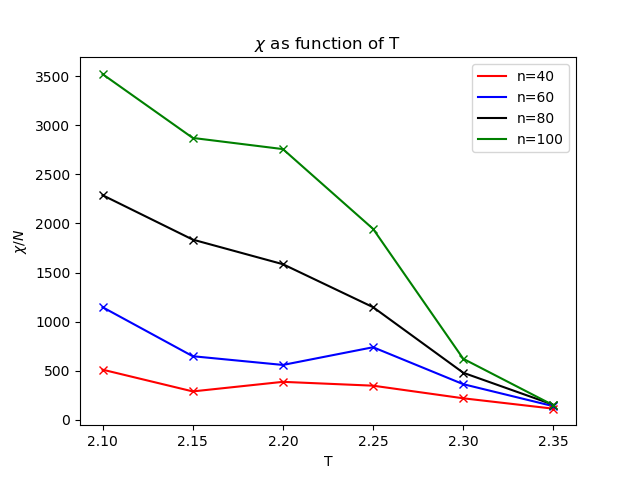 χ as function of T
n=40
n=60
n=80
n=100
χ/N
3500
3000
2500
2000
1500
1000
500
0
2.10 2.15 2.20 2.25 2.30 2.35
T